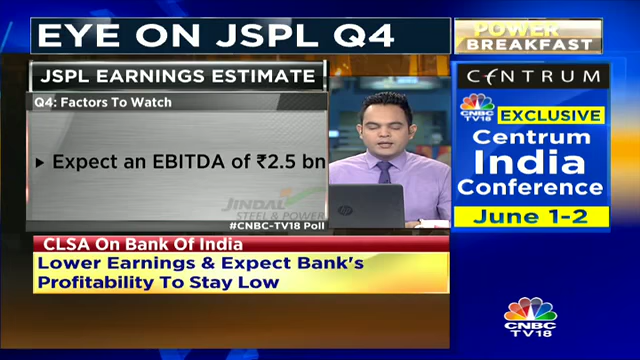 EYE ON JSPL Q4
POWER
BREAKFAST
JSPL EARNINGS ESTIMATE
Q4: Factors To Watch
▸ Expect an EBITDA of ₹2.5 bn
JINDAL
STEEL & POWER
#CNBC-TV18 Poll
CENTRUM
CNBC
TV18
EXCLUSIVE
Centrum
India
Conference
June 1-2
CLSA On Bank Of India
Lower Earnings & Expect Bank's
Profitability To Stay Low
CNBC
TV18